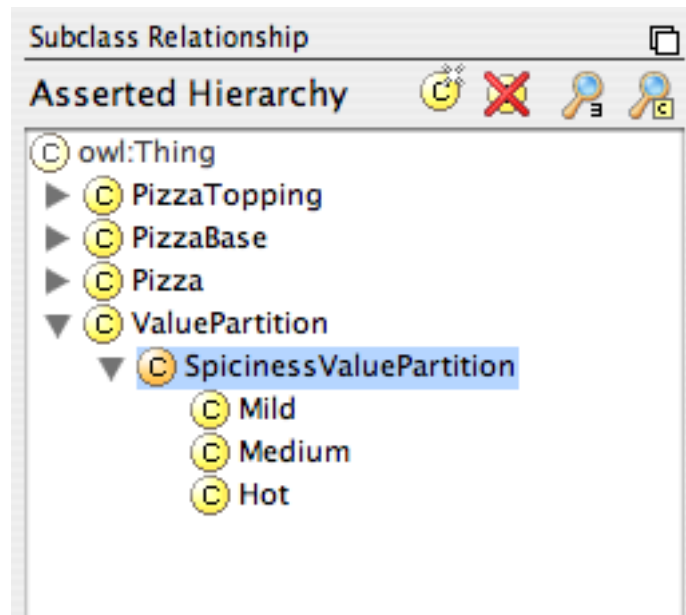 Subclass Relationship
Asserted Hierarchy
C owl:Thing
C PizzaTopping
C PizzaBase
C Pizza
C ValuePartition
C SpicinessValuePartition
C Mild
C Medium
C Hot